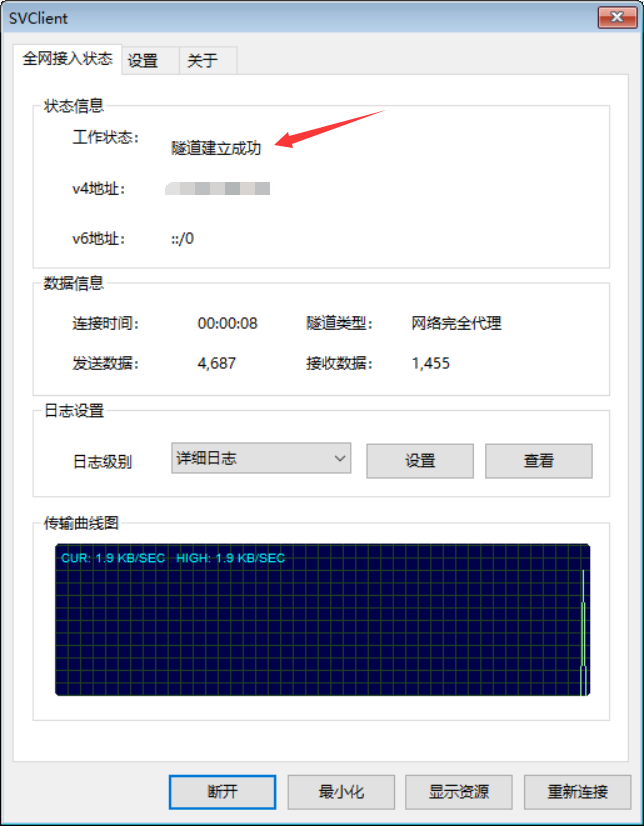 SVClient
全网接入状态 设置 关于
状态信息
工作状态: 隧道建立成功
v4地址:
v6地址: ::/0
数据信息
连接时间: 00:00:08 隧道类型: 网络完全代理
发送数据: 4,687 接收数据: 1,455
日志设置
日志级别 详细日志 设置 查看
传输曲线图
CUR: 1.9 KB/SEC HIGH: 1.9 KB/SEC
断开 最小化 显示资源 重新连接